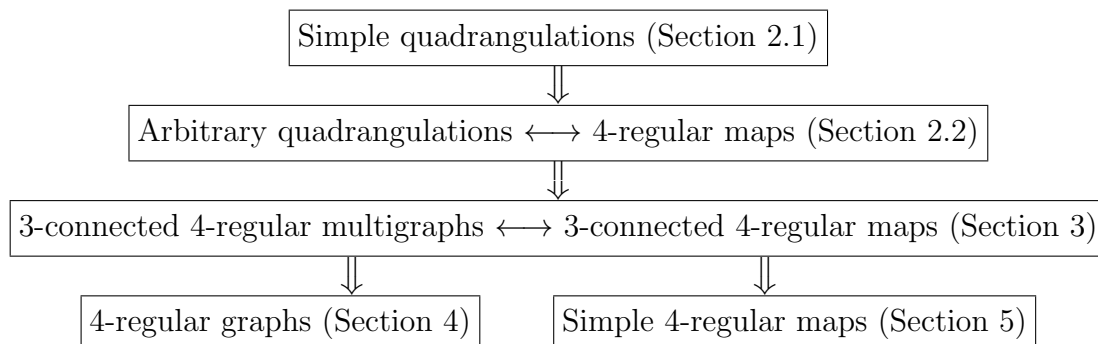 Simple quadrangulations (Section 2.1)
Arbitrary quadrangulations ⟷ 4-regular maps (Section 2.2)
3-connected 4-regular multigraphs ⟷ 3-connected 4-regular maps (Section 3)
4-regular graphs (Section 4) Simple 4-regular maps (Section 5)